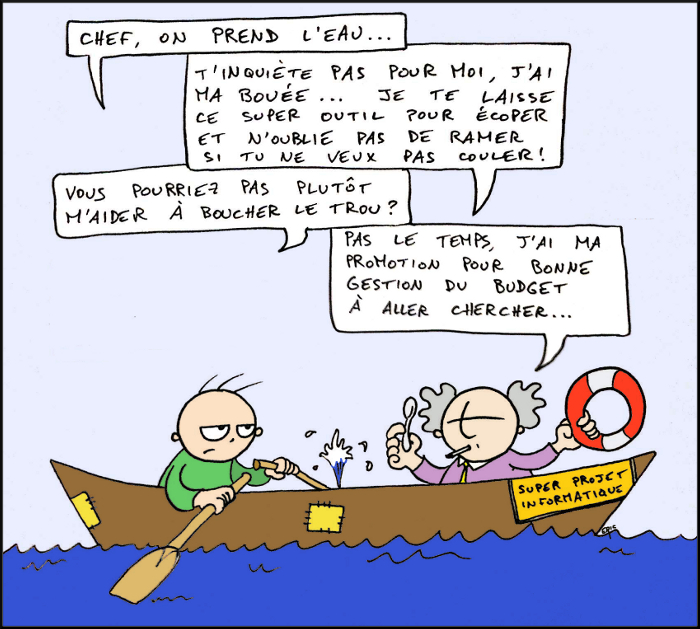 CHEF, ON PREND L'EAU...
T'INQUIÈTE PAS POUR MOI, J'AI
MA BOUÉE... JE TE LAISSE
CE SUPER OUTIL POUR ÉCOPER
ET N'OUBLIE PAS DE RAMER
SI TU NE VEUX PAS COULER!
VOUS POURRIEZ PAS PLUTÔT
M'AIDER À BOUCHER LE TROU?
PAS LE TEMPS, J'AI MA
PROMOTION POUR BONNE
GESTION DU BUDGET
À ALLER CHERCHER...
SUPER PROJET
INFORMATIQUE